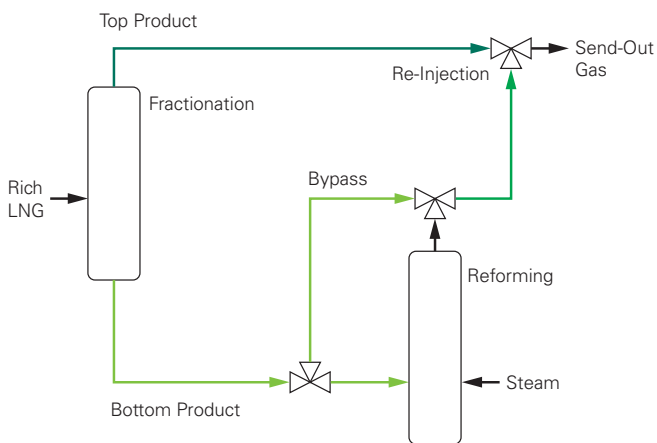 Top Product
Send-Out
Gas
Re-Injection
Fractionation
Rich
LNG
Bypass
Reforming
Steam
Bottom Product